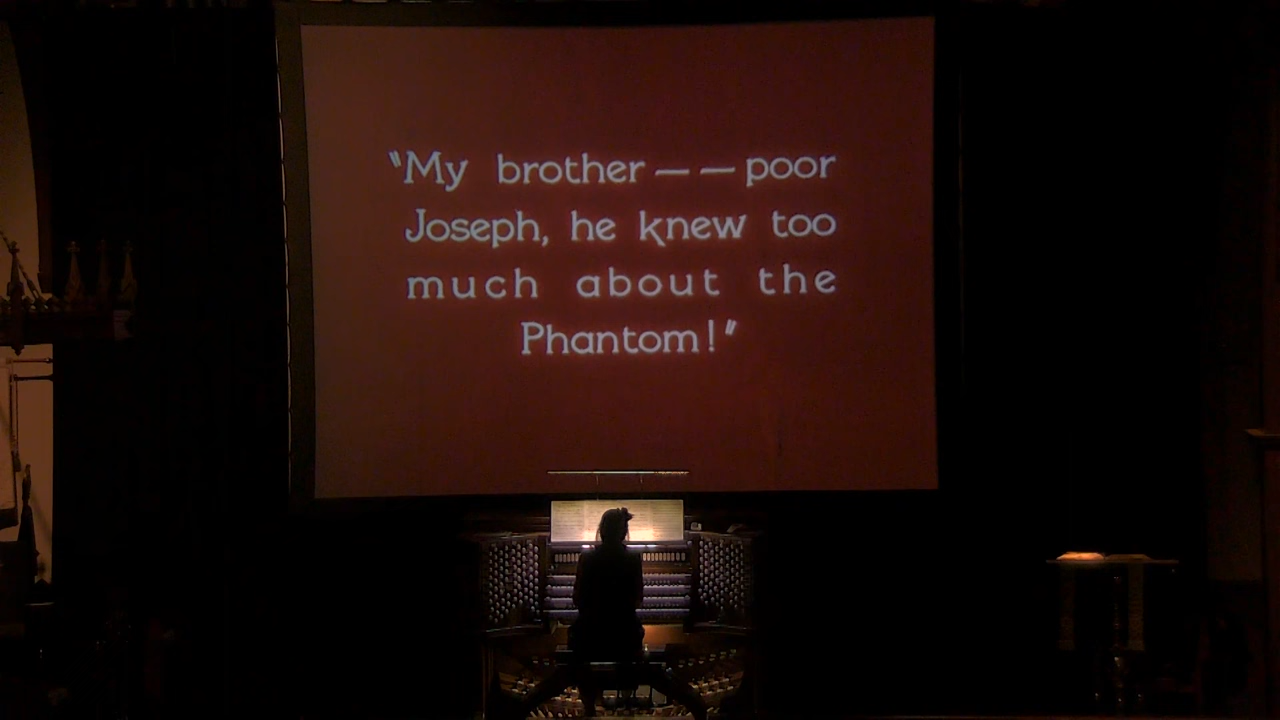 "My brother — — poor
Joseph, he knew too
much about the
Phantom!"